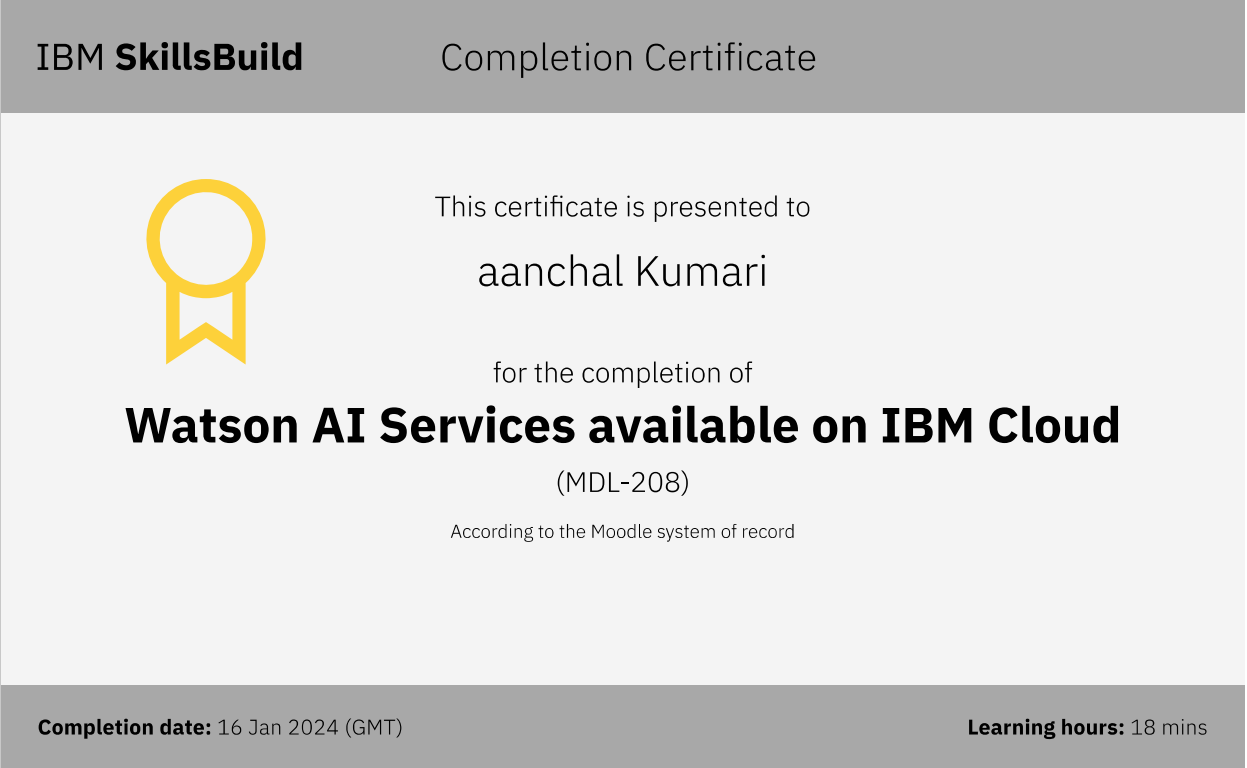 IBM SkillsBuild
Completion Certificate
This certificate is presented to
aanchal Kumari
for the completion of
Watson AI Services available on IBM Cloud
(MDL-208)
According to the Moodle system of record
Completion date: 16 Jan 2024 (GMT)
Learning hours: 18 mins